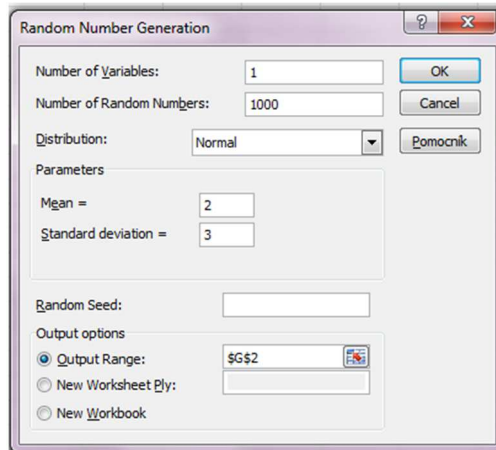 Random Number Generation
Number of Variables: 1 OK
Number of Random Numbers: 1000 Cancel
Distribution: Normal Pomocník
Parameters
Mean = 2
Standard deviation = 3
Random Seed:
Output options
Output Range: $G$2
New Worksheet Ply:
New Workbook